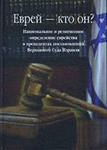 Еврей — кто он?
Национальное и религиозное
определение еврейства
в прецедентах постановлений
Верховного Суда Израиля